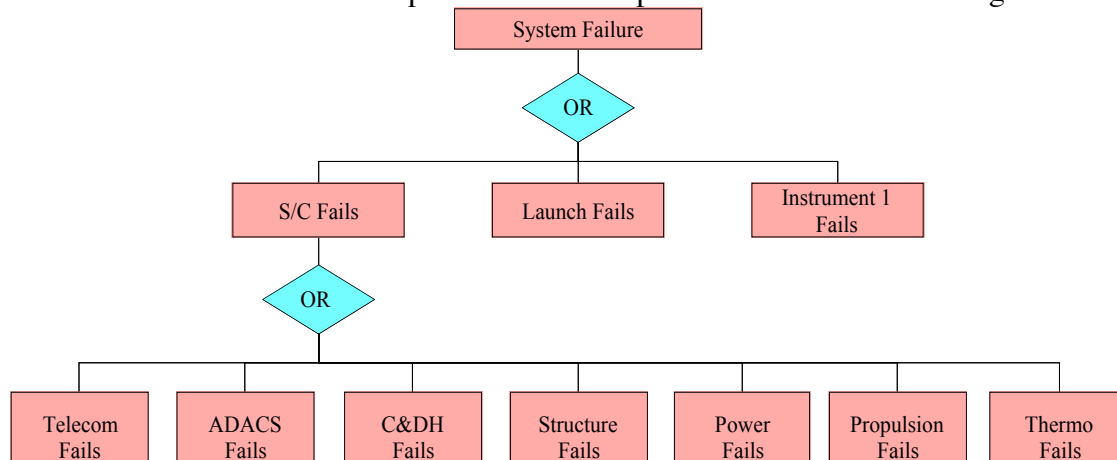 System Failure
OR
S/C Fails
Launch Fails
Instrument 1
Fails
OR
Telecom
Fails
ADACS
Fails
C&DH
Fails
Structure
Fails
Power
Fails
Propulsion
Fails
Thermo
Fails